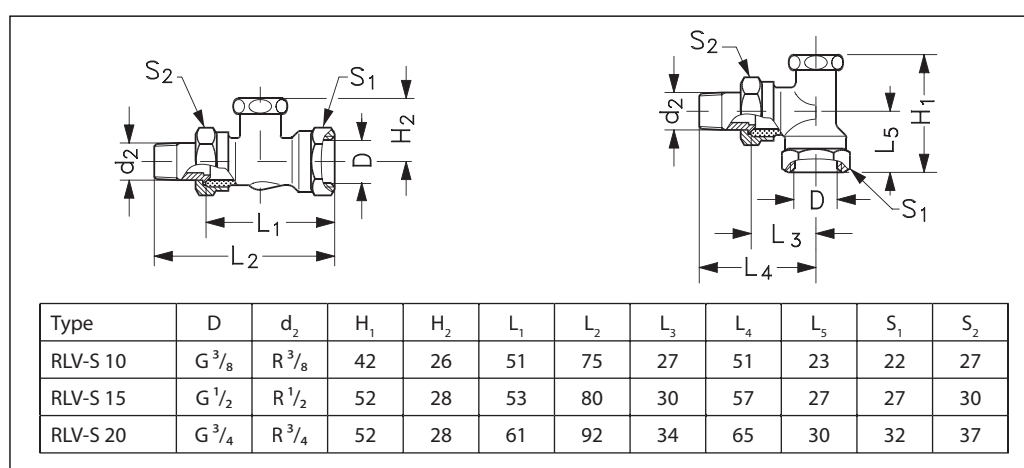 S₂
S₁
d₂
D
H₂
L₁
L₂
S₂
d₂
H₁
L₅
D
S₁
L₃
L₄
Type D d₂ H₁ H₂ L₁ L₂ L₃ L₄ L₅ S₁ S₂
RLV-S 10 G ³/₈ R ³/₈ 42 26 51 75 27 51 23 22 27
RLV-S 15 G ¹/₂ R ¹/₂ 52 28 53 80 30 57 27 27 30
RLV-S 20 G ³/₄ R ³/₄ 52 28 61 92 34 65 30 32 37